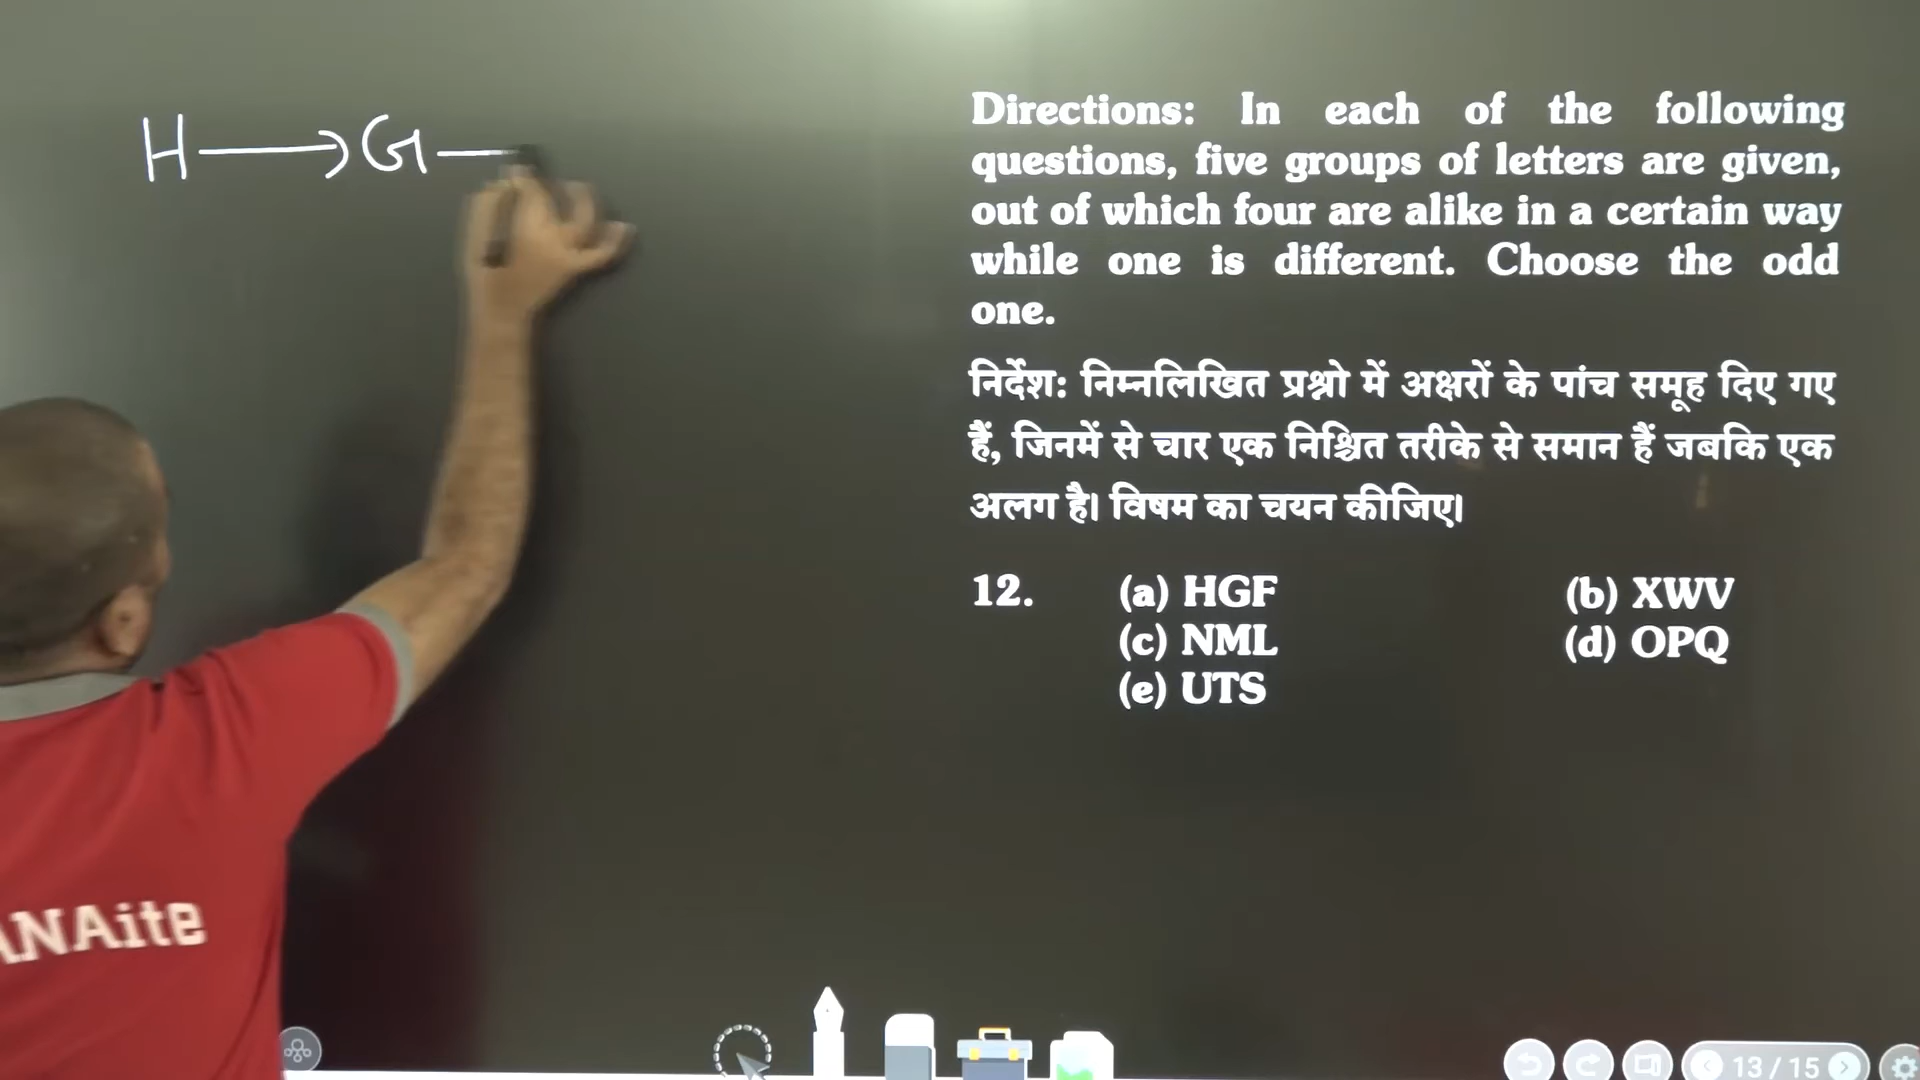 H → G —
Directions: In each of the following
questions, five groups of letters are given,
out of which four are alike in a certain way
while one is different. Choose the odd
one.
निर्देश: निम्नलिखित प्रश्नो में अक्षरों के पांच समूह दिए गए
हैं, जिनमें से चार एक निश्चित तरीके से समान हैं जबकि एक
अलग है। विषम का चयन कीजिए।
12. (a) HGF (b) XWV
(c) NML (d) OPQ
(e) UTS
NAite
13 / 15